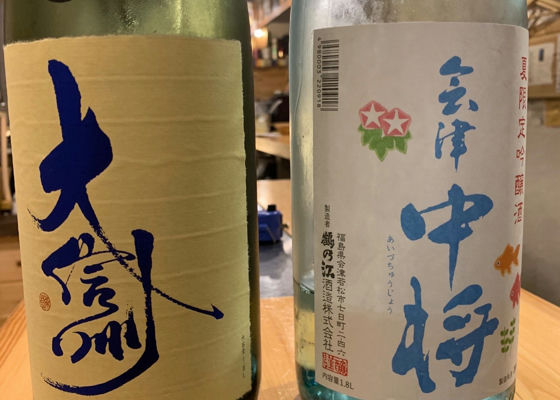 大信州
夏限定吟醸酒
会津
中将
あいづちゅうじょう
福島県会津若松市七日町二四六
製造者
鶴乃江酒造株式会社
内容量1.8L
4980003220918